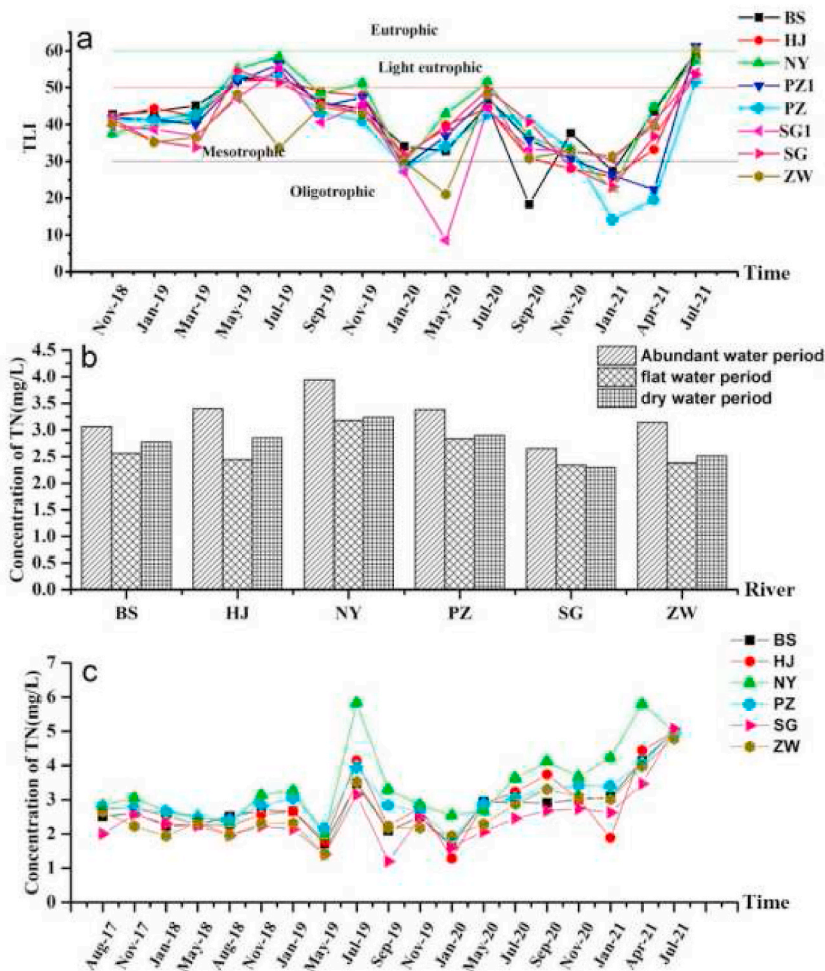 a
Eutrophic
Light eutrophic
Mesotrophic
Oligotrophic
TLI
60
50
40
30
20
10
0
Nov-18 Jan-19 Mar-19 May-19 Jul-19 Sep-19 Nov-19 Jan-20 May-20 Jul-20 Sep-20 Nov-20 Jan-21 Apr-21 Jul-21
Time
BS
HJ
NY
PZ1
PZ
SG1
SG
ZW
b
Concentration of TN(mg/L)
4.5
4.0
3.5
3.0
2.5
2.0
1.5
1.0
0.5
0.0
Abundant water period
flat water period
dry water period
BS HJ NY PZ SG ZW
River
c
Concentration of TN(mg/L)
7
6
5
4
3
2
1
0
BS
HJ
NY
PZ
SG
ZW
Aug-17 Nov-17 Jan-18 May-18 Aug-18 Nov-18 Jan-19 May-19 Jul-19 Sep-19 Nov-19 Jan-20 May-20 Jul-20 Sep-20 Nov-20 Jan-21 Apr-21 Jul-21
Time